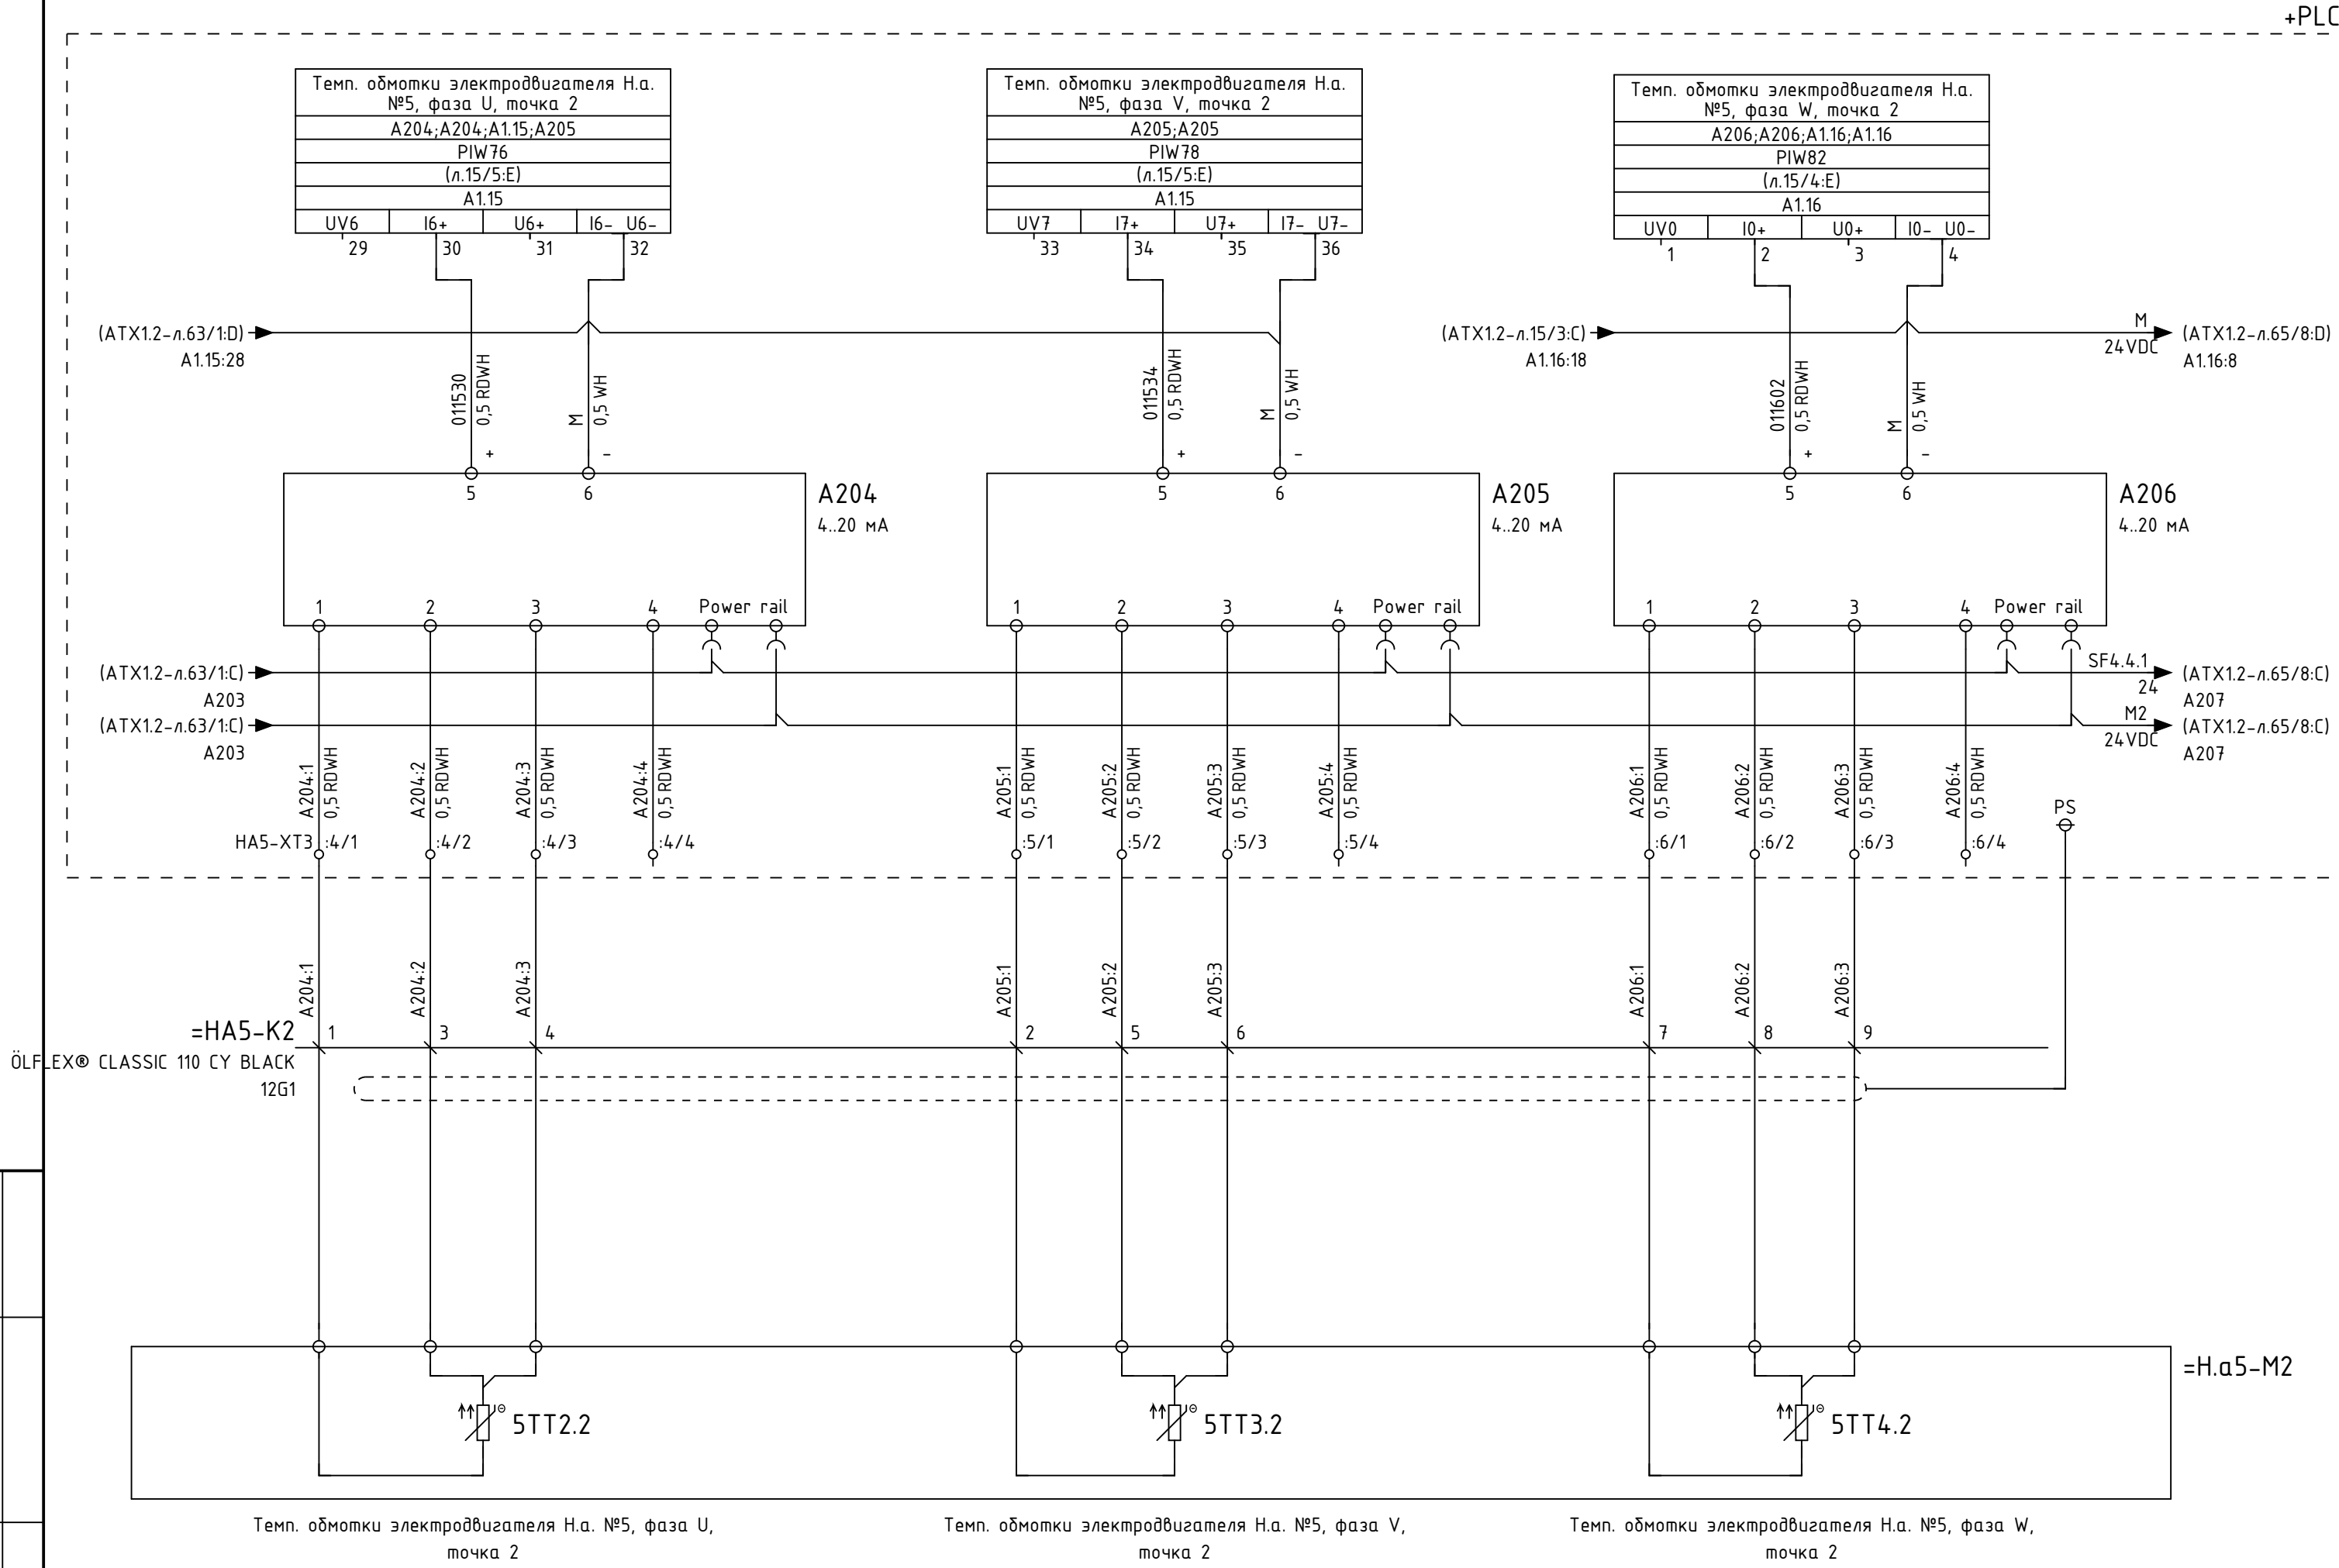 +PLC
Темп. обмотки электродвигателя Н.а.
№5, фаза U, точка 2
A204;A204;A1.15;A205
PIW76
(л.15/5:E)
A1.15
UV6 I6+ U6+ I6- U6-
29 30 31 32
Темп. обмотки электродвигателя Н.а.
№5, фаза V, точка 2
A205;A205
PIW78
(л.15/5:E)
A1.15
UV7 I7+ U7+ I7- U7-
33 34 35 36
Темп. обмотки электродвигателя Н.а.
№5, фаза W, точка 2
A206;A206;A1.16;A1.16
PIW82
(л.15/4:E)
A1.16
UV0 I0+ U0+ I0- U0-
1 2 3 4
(ATX1.2-л.63/1:D)
A1.15:28
(ATX1.2-л.15/3:C)
A1.16:18
M
24VDC
(ATX1.2-л.65/8:D)
A1.16:8
011530
0,5 RDWH
M
0,5 WH
011534
0,5 RDWH
M
0,5 WH
011602
0,5 RDWH
M
0,5 WH
+ -
5 6
A204
4..20 мА
1 2 3 4 Power rail
+ -
5 6
A205
4..20 мА
1 2 3 4 Power rail
+ -
5 6
A206
4..20 мА
1 2 3 4 Power rail
(ATX1.2-л.63/1:C)
A203
(ATX1.2-л.63/1:C)
A203
SF4.4.1
24
(ATX1.2-л.65/8:C)
A207
M2
24VDC
(ATX1.2-л.65/8:C)
A207
A204:1
0,5 RDWH
A204:2
0,5 RDWH
A204:3
0,5 RDWH
A204:4
0,5 RDWH
A205:1
0,5 RDWH
A205:2
0,5 RDWH
A205:3
0,5 RDWH
A205:4
0,5 RDWH
A206:1
0,5 RDWH
A206:2
0,5 RDWH
A206:3
0,5 RDWH
A206:4
0,5 RDWH
PS
HA5-XT3 :4/1 :4/2 :4/3 :4/4 :5/1 :5/2 :5/3 :5/4 :6/1 :6/2 :6/3 :6/4
A204:1
A204:2
A204:3
A205:1
A205:2
A205:3
A206:1
A206:2
A206:3
=HA5-K2 1 3 4 2 5 6 7 8 9
ÖLFLEX® CLASSIC 110 CY BLACK
12G1
=H.a5-M2
5TT2.2 5TT3.2 5TT4.2
Темп. обмотки электродвигателя Н.а. №5, фаза U,
точка 2
Темп. обмотки электродвигателя Н.а. №5, фаза V,
точка 2
Темп. обмотки электродвигателя Н.а. №5, фаза W,
точка 2